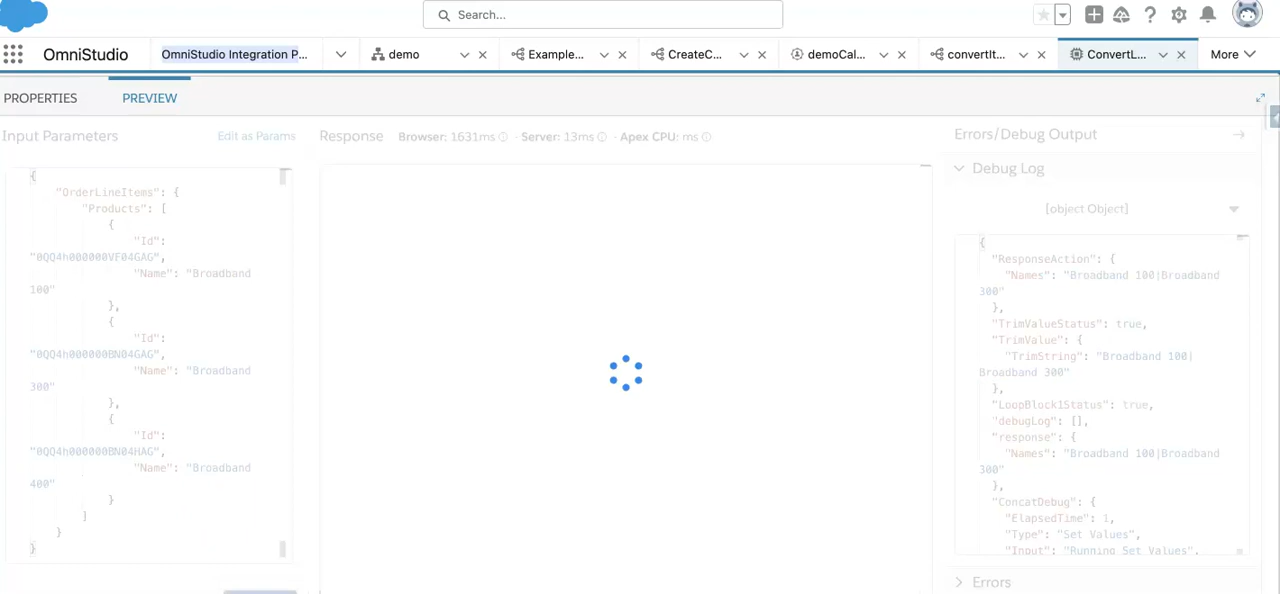 Search...
OmniStudio
OmniStudio Integration P...
demo
Example...
CreateC...
demoCal...
convertIt...
ConvertL...
More
PROPERTIES
PREVIEW
Input Parameters
Edit as Params
Response
Browser: 1631ms
· Server: 13ms
· Apex CPU: ms
Errors/Debug Output
{
"OrderLineItems": {
"Products": [
{
"Id":
"0QQ4h000000VF04GAG",
"Name": "Broadband
100"
},
{
"Id":
"0QQ4h000000BN04GAG",
"Name": "Broadband
300"
},
{
"Id":
"0QQ4h000000BN04HAG",
"Name": "Broadband
400"
}
]
}
}
Debug Log
[object Object]
{
"ResponseAction": {
"Names": "Broadband 100|Broadband
300"
},
"TrimValueStatus": true,
"TrimValue": {
"TrimString": "Broadband 100|
Broadband 300"
},
"LoopBlock1Status": true,
"debugLog": [],
"response": {
"Names": "Broadband 100|Broadband
300"
},
"ConcatDebug": {
"ElapsedTime": 1,
"Type": "Set Values",
"Input": "Running Set Values",
Errors